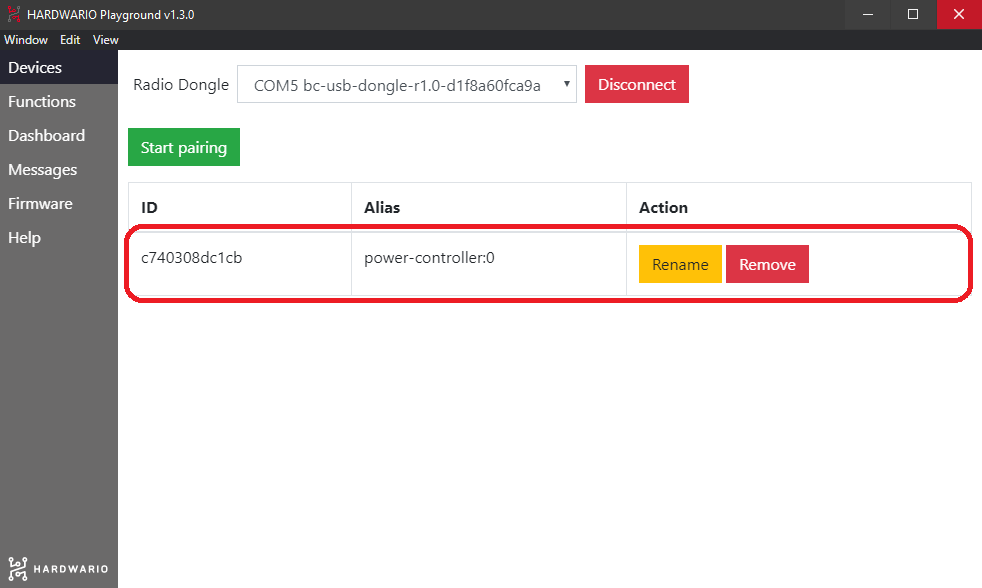 HARDWARIO Playground v1.3.0
Window Edit View
Devices
Functions
Dashboard
Messages
Firmware
Help
HARDWARIO
Radio Dongle COM5 bc-usb-dongle-r1.0-d1f8a60fca9a Disconnect
Start pairing
ID Alias Action
c740308dc1cb power-controller:0 Rename Remove